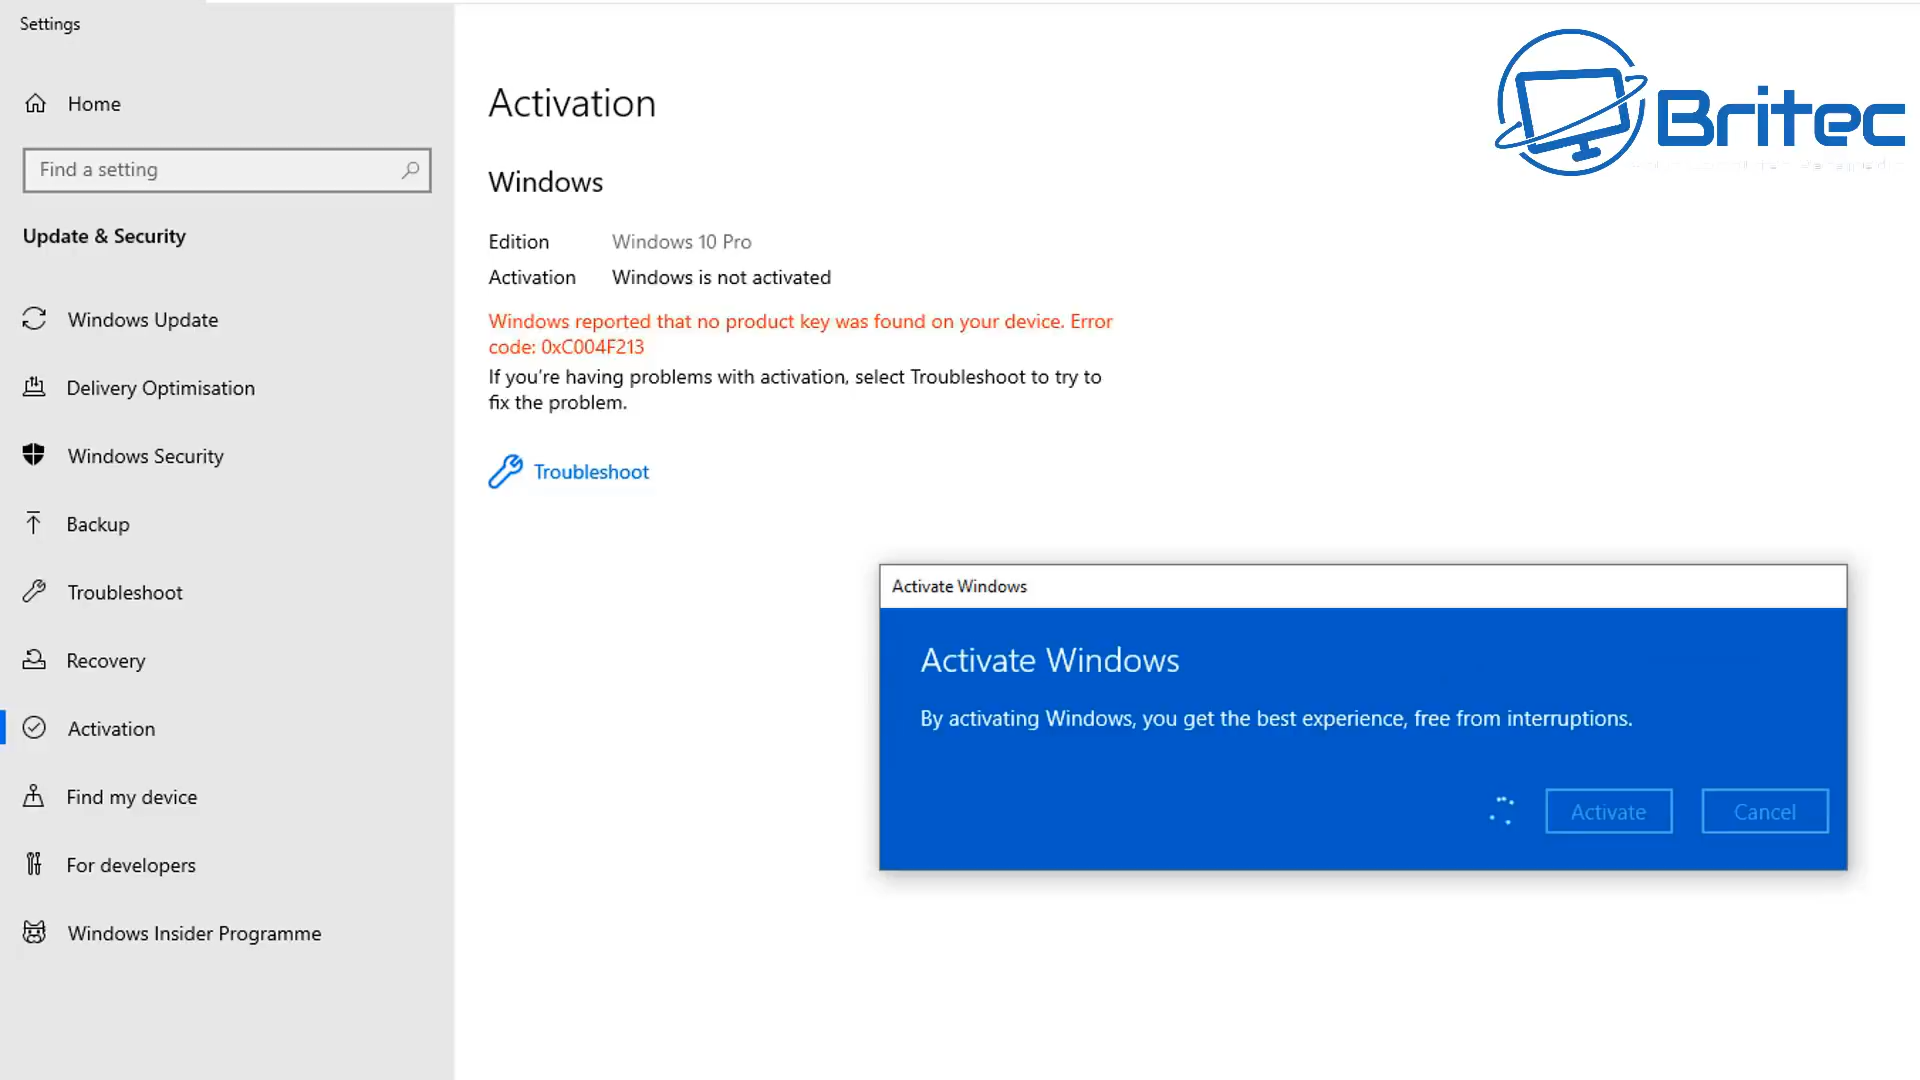 Settings
Home
Find a setting
Update & Security
Windows Update
Delivery Optimisation
Windows Security
Backup
Troubleshoot
Recovery
Activation
Find my device
For developers
Windows Insider Programme
Activation
Windows
Edition Windows 10 Pro
Activation Windows is not activated
Windows reported that no product key was found on your device. Error
code: 0xC004F213
If you're having problems with activation, select Troubleshoot to try to
fix the problem.
Troubleshoot
Britec
Activate Windows
Activate Windows
By activating Windows, you get the best experience, free from interruptions.
Activate Cancel